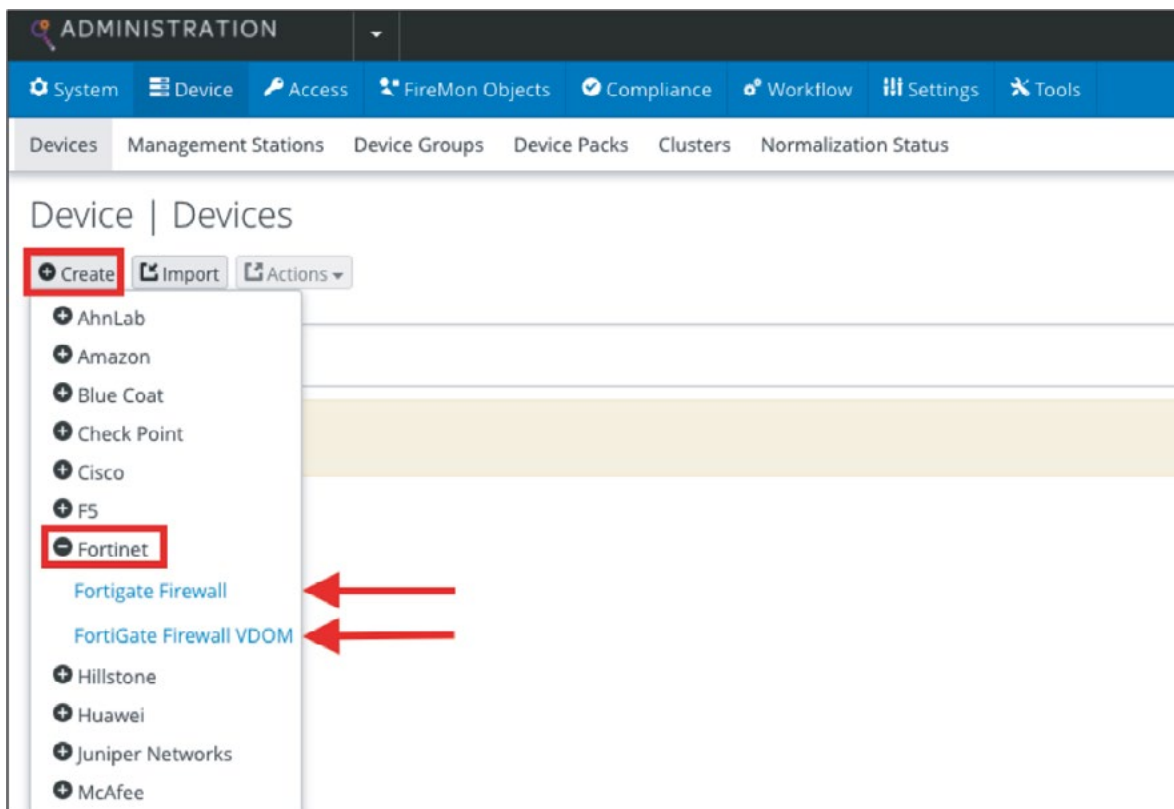 ADMINISTRATION
System Device Access FireMon Objects Compliance Workflow Settings Tools
Devices Management Stations Device Groups Device Packs Clusters Normalization Status
Device | Devices
Create Import Actions
AhnLab
Amazon
Blue Coat
Check Point
Cisco
F5
Fortinet
Fortigate Firewall
FortiGate Firewall VDOM
Hillstone
Huawei
Juniper Networks
McAfee